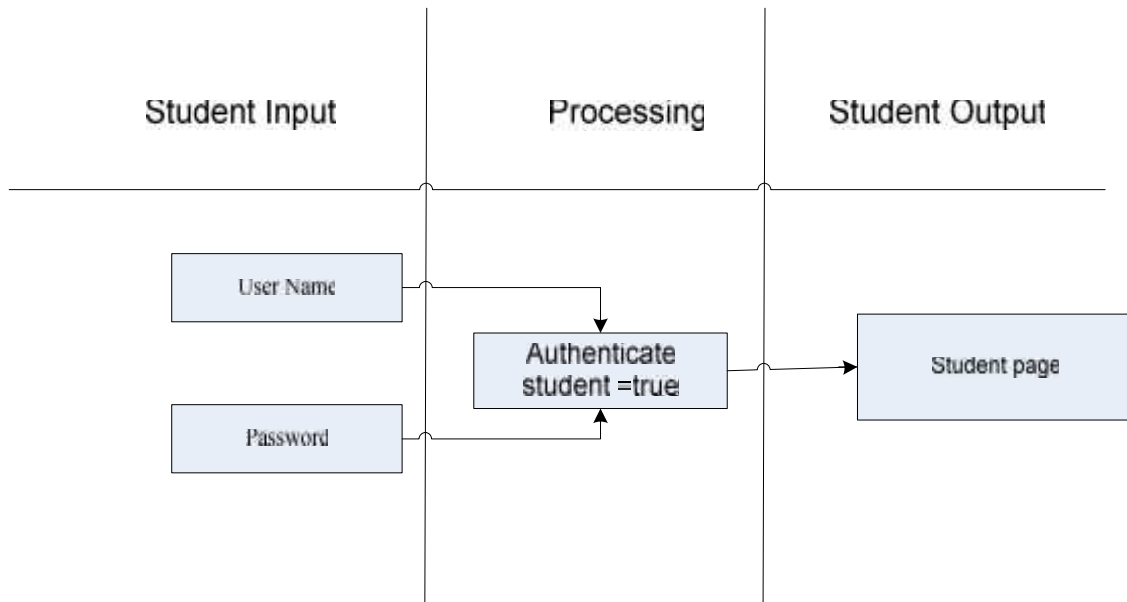 Student Input
Processing
Student Output
User Name
Authenticate
student =true
Student page
Password